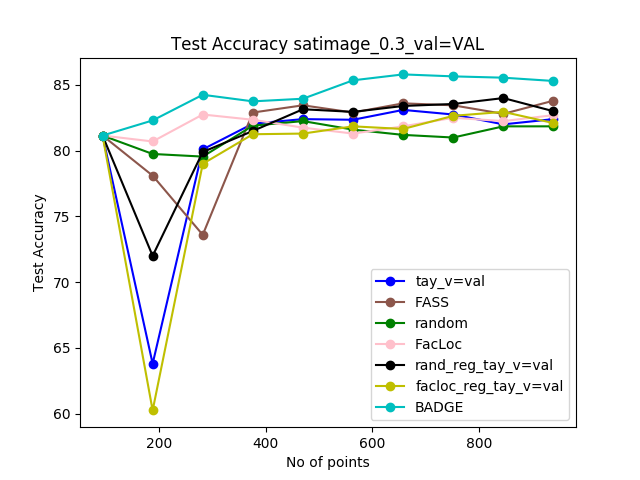 Test Accuracy satimage_0.3_val=VAL
85
80
75
70
65
60
Test Accuracy
tay_v=val
FASS
random
FacLoc
rand_reg_tay_v=val
facloc_reg_tay_v=val
BADGE
200 400 600 800
No of points